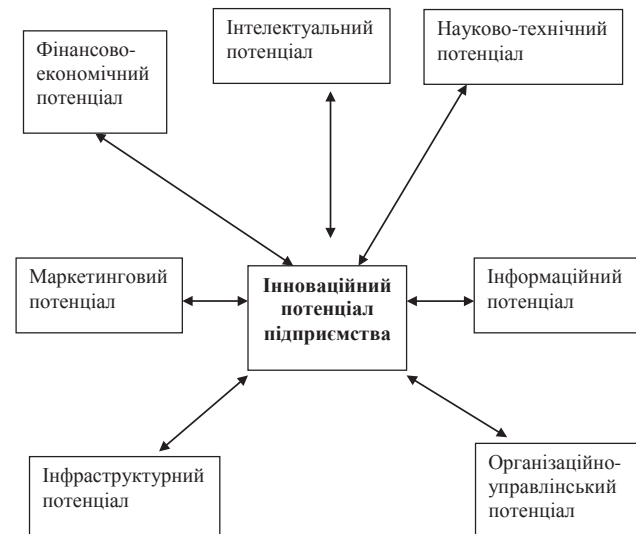 Фінансово-
економічний
потенціал
Інтелектуальний
потенціал
Науково-технічний
потенціал
Маркетинговий
потенціал
Інноваційний
потенціал
підприємства
Інформаційний
потенціал
Інфраструктурний
потенціал
Організаційно-
управлінський
потенціал